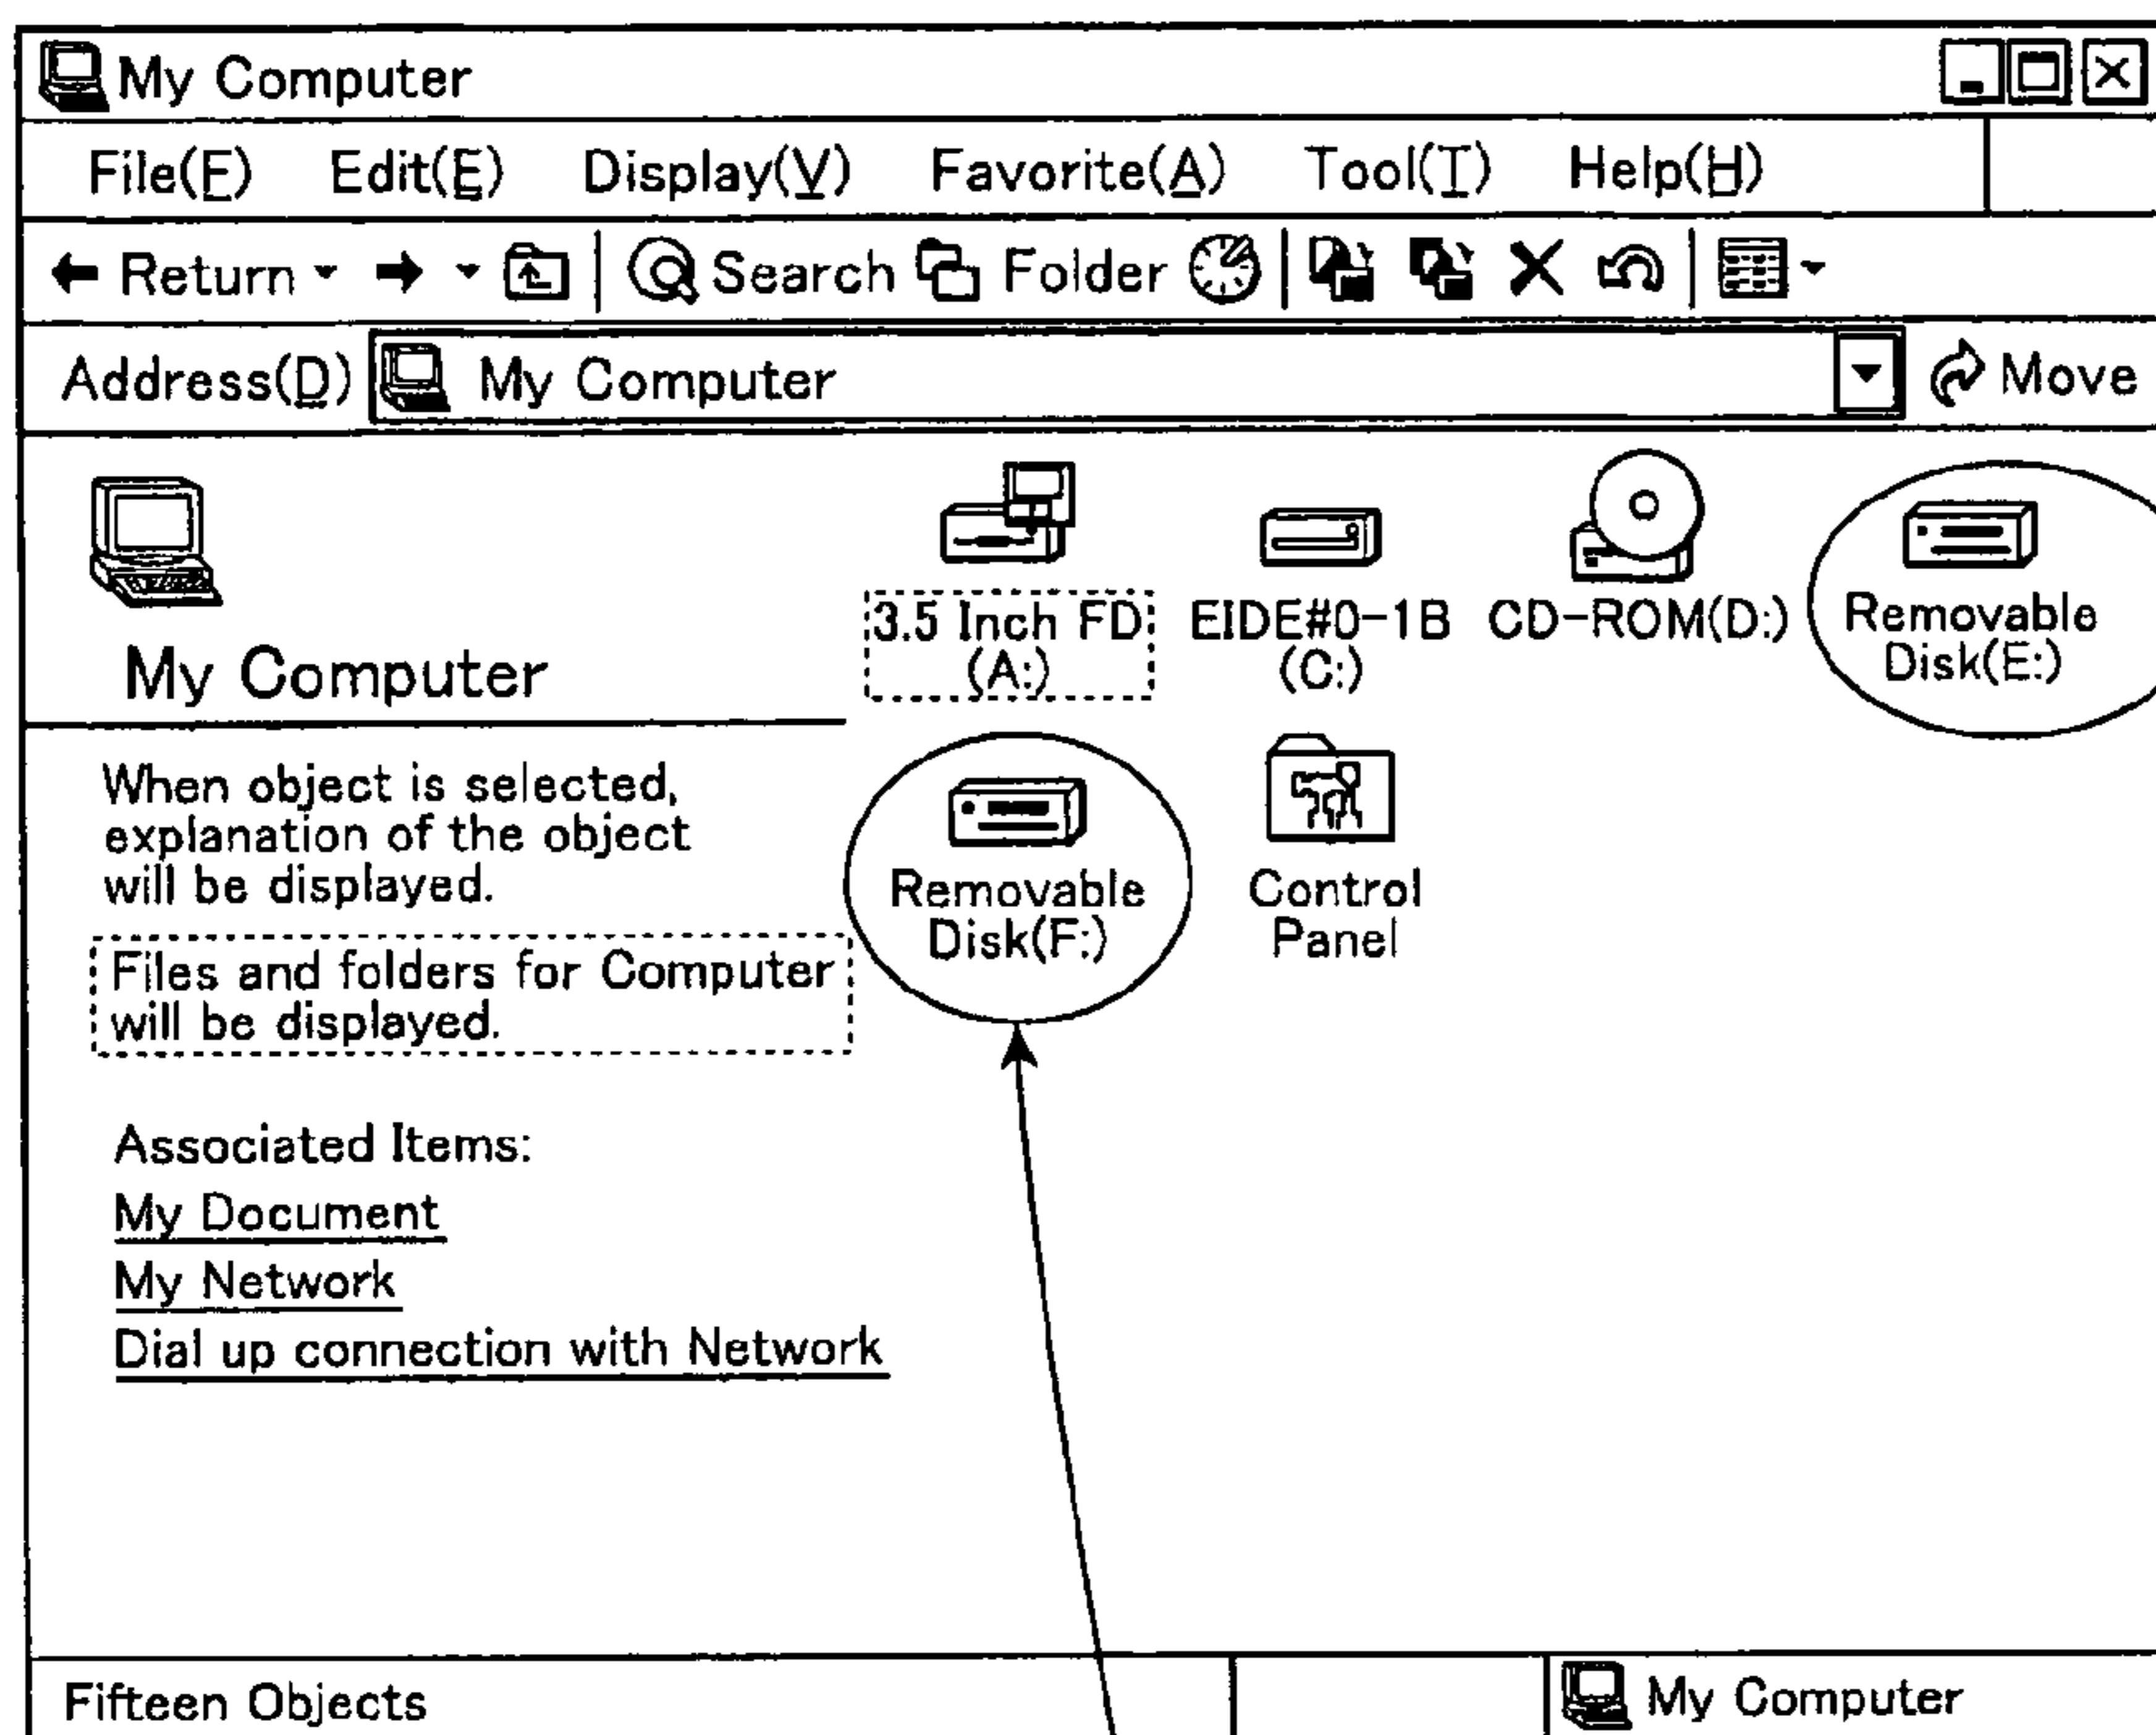 My Computer
File(F) Edit(E) Display(V) Favorite(A) Tool(T) Help(H)
Return Search Folder
Address(D) My Computer Move
My Computer
3.5 Inch FD
(A:)
EIDE#0-1B
(C:)
CD-ROM(D:)
Removable
Disk(E:)
When object is selected,
explanation of the object
will be displayed.
Files and folders for Computer
will be displayed.
Removable
Disk(F:)
Control
Panel
Associated Items:
My Document
My Network
Dial up connection with Network
Fifteen Objects My Computer